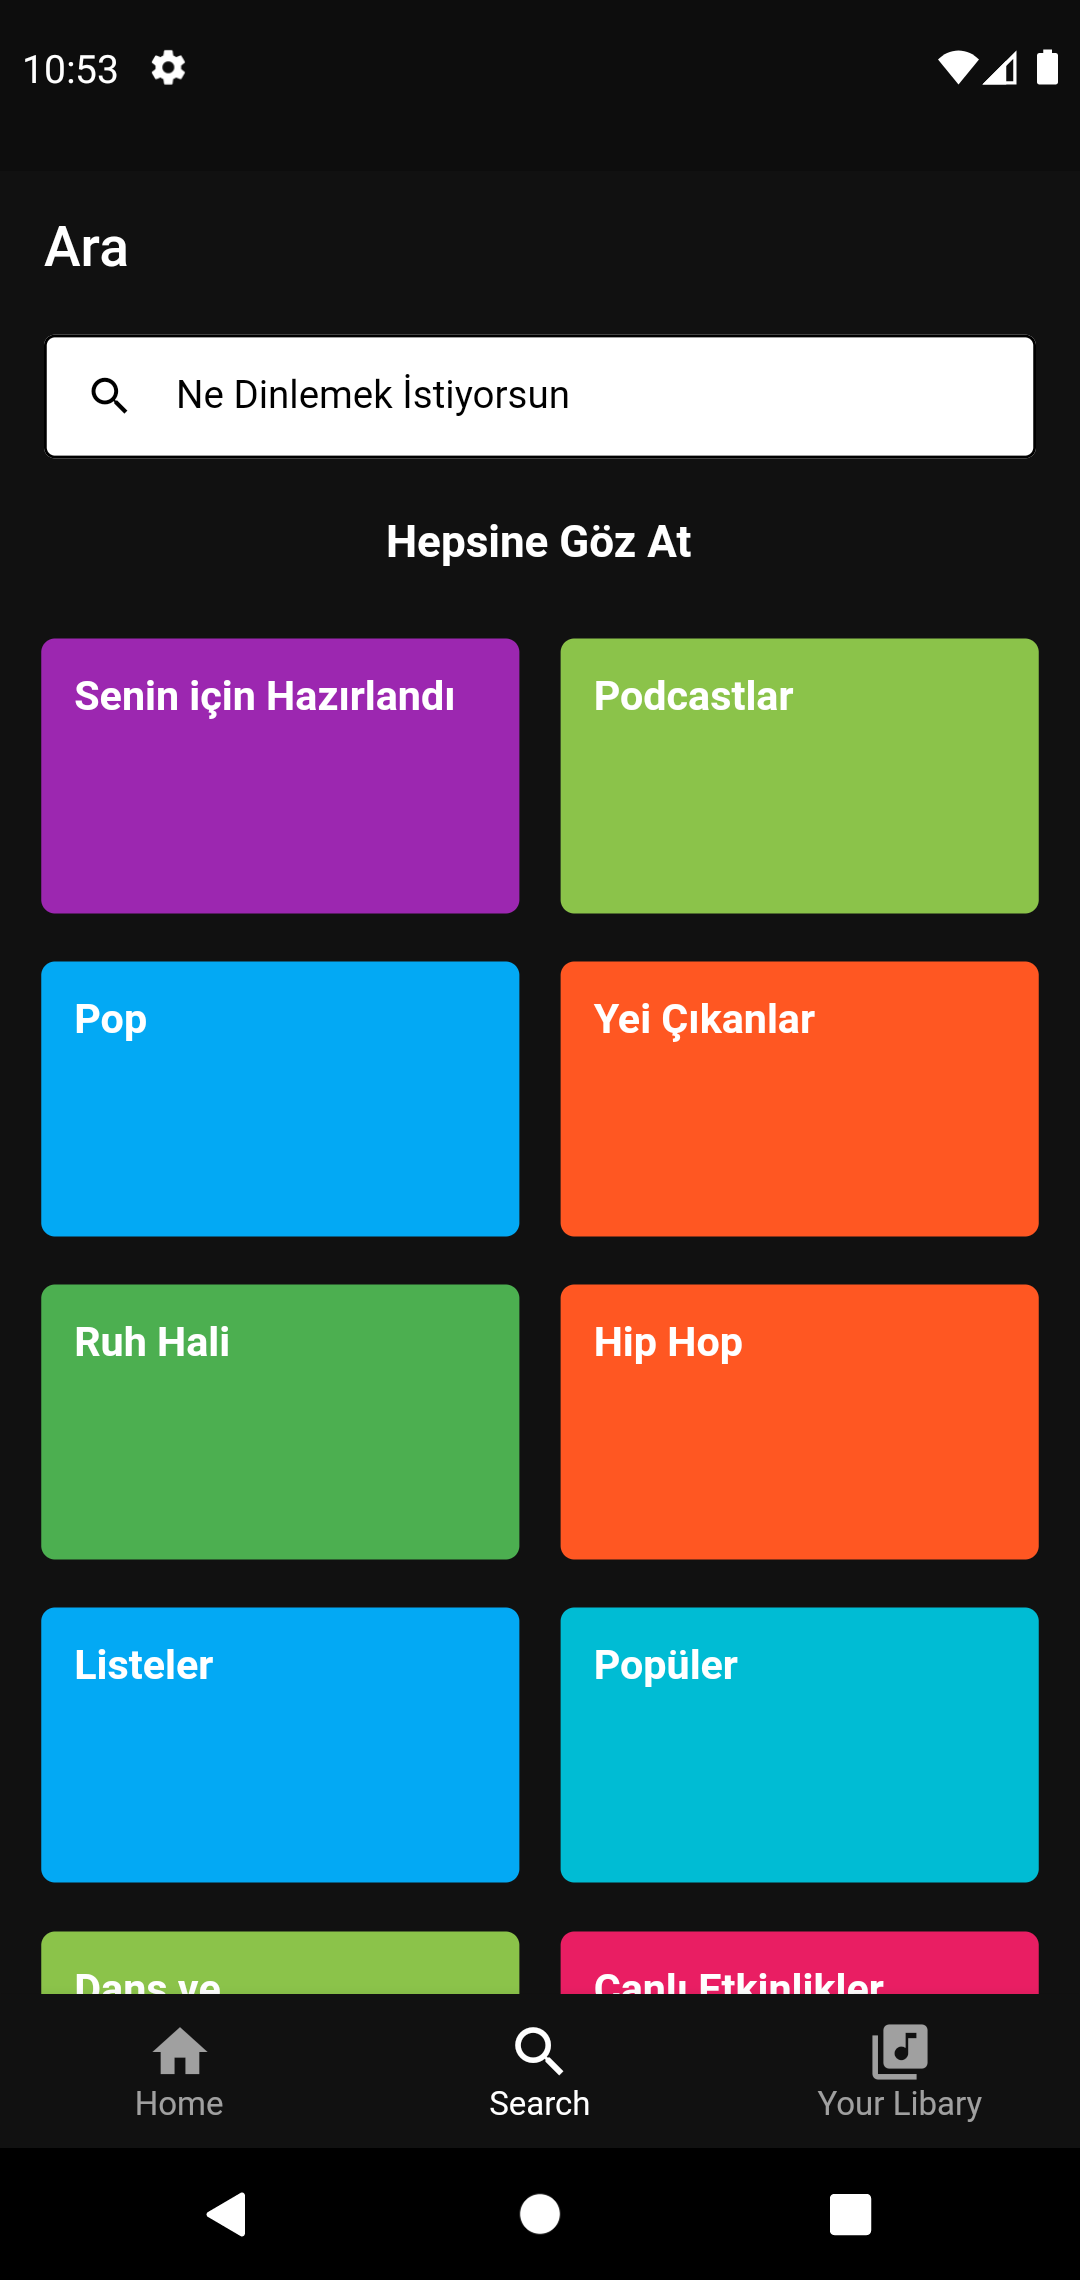 10:53
Ara
Ne Dinlemek İstiyorsun
Hepsine Göz At
Senin için Hazırlandı
Podcastlar
Pop
Yei Çıkanlar
Ruh Hali
Hip Hop
Listeler
Popüler
Dans ve
Canlı Etkinlikler
Home
Search
Your Libary